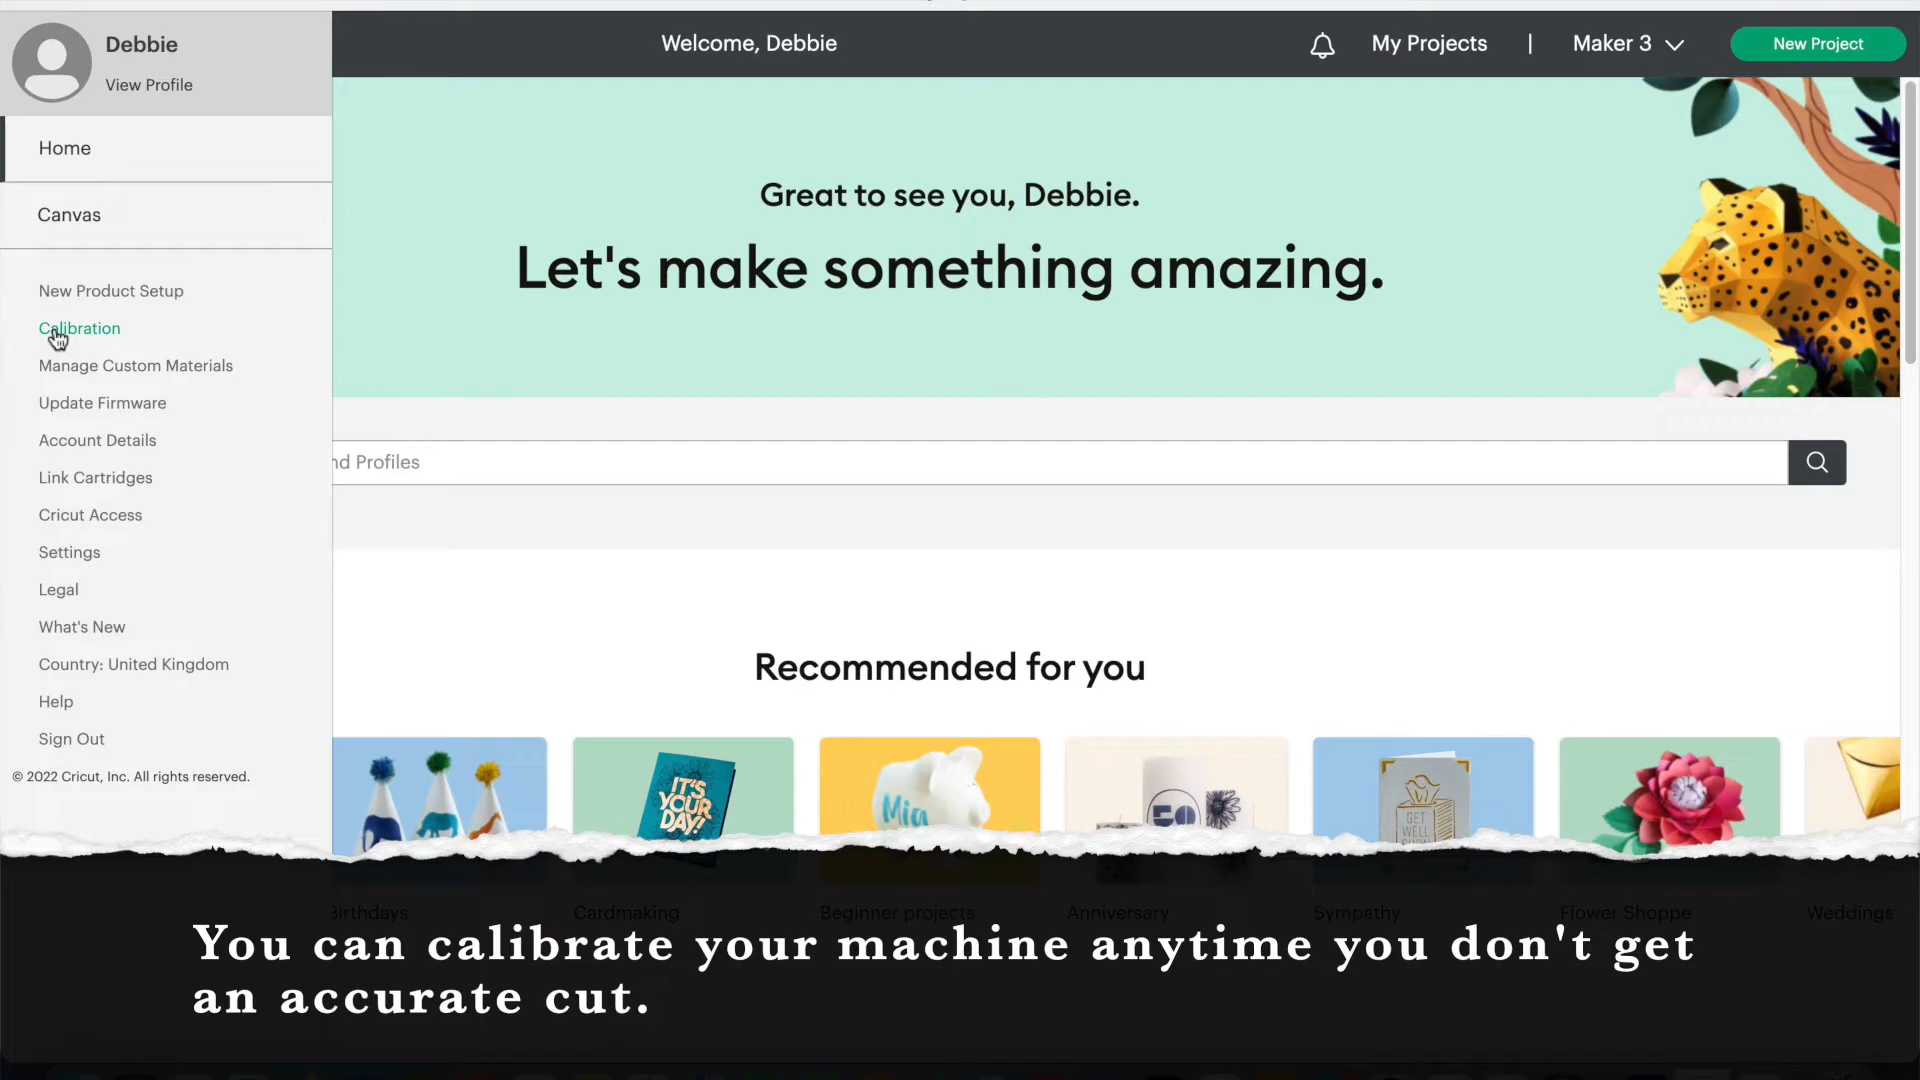 Debbie
View Profile
Welcome, Debbie
My Projects
|
Maker 3
New Project
Home
Canvas
New Product Setup
Calibration
Manage Custom Materials
Update Firmware
Account Details
Link Cartridges
Cricut Access
Settings
Legal
What's New
Country: United Kingdom
Help
Sign Out
© 2022 Cricut, Inc. All rights reserved.
Great to see you, Debbie.
Let's make something amazing.
nd Profiles
Recommended for you
IT'S
YOUR
DAY!
Mia
50
GET
WELL
Birthdays
Cardmaking
Beginner projects
Anniversary
Sympathy
Flower Shoppe
Weddings
You can calibrate your machine anytime you don't get
an accurate cut.